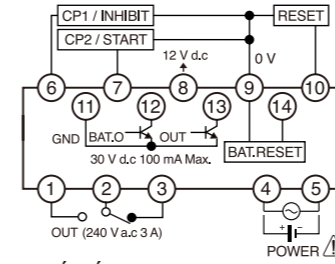 CP1 / INHIBIT RESET
CP2 / START
12 V d.c 0 V
6 7 8 9 10
11 12 13 14
GND BAT.O OUT
BAT.RESET
30 V d.c 100 mA Max.
1 2 3 4 5
OUT (240 V a.c 3 A)
+ -
POWER